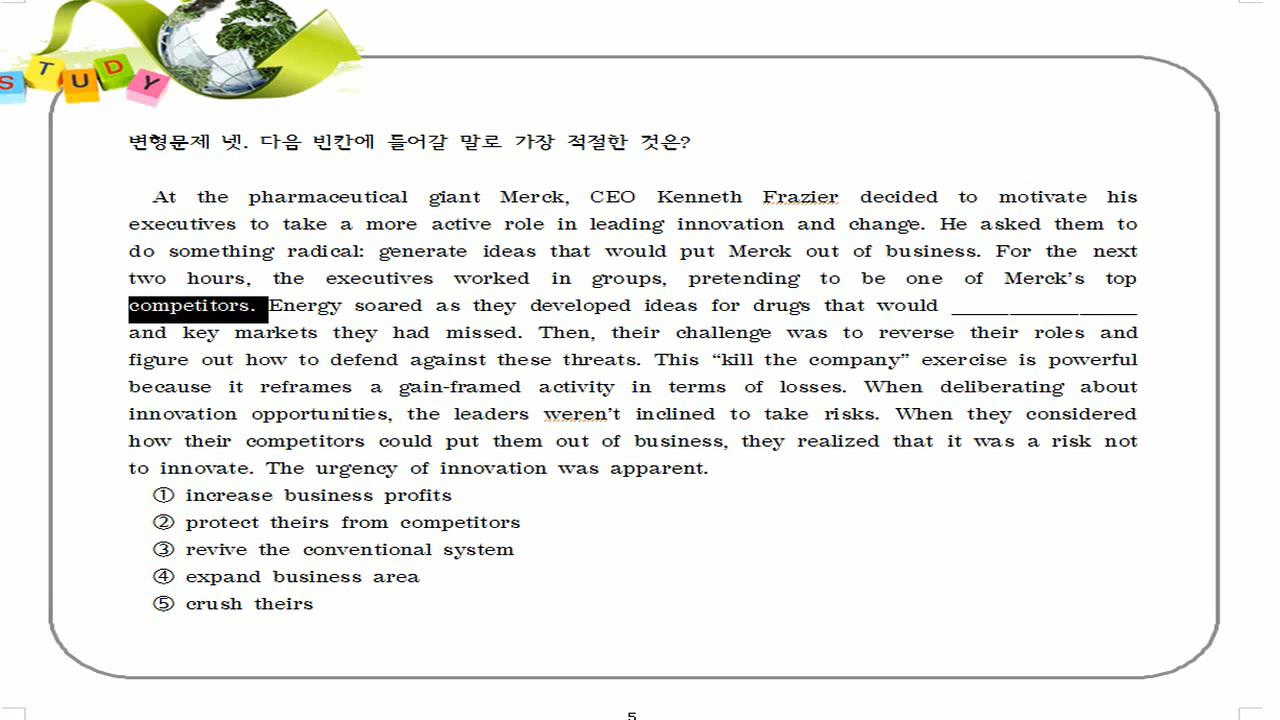 STUDY
변형문제 넷. 다음 빈칸에 들어갈 말로 가장 적절한 것은?
At the pharmaceutical giant Merck, CEO Kenneth Frazier decided to motivate his
executives to take a more active role in leading innovation and change. He asked them to
do something radical: generate ideas that would put Merck out of business. For the next
two hours, the executives worked in groups, pretending to be one of Merck's top
competitors. Energy soared as they developed ideas for drugs that would ________________
and key markets they had missed. Then, their challenge was to reverse their roles and
figure out how to defend against these threats. This “kill the company” exercise is powerful
because it reframes a gain-framed activity in terms of losses. When deliberating about
innovation opportunities, the leaders weren't inclined to take risks. When they considered
how their competitors could put them out of business, they realized that it was a risk not
to innovate. The urgency of innovation was apparent.
① increase business profits
② protect theirs from competitors
③ revive the conventional system
④ expand business area
⑤ crush theirs
5